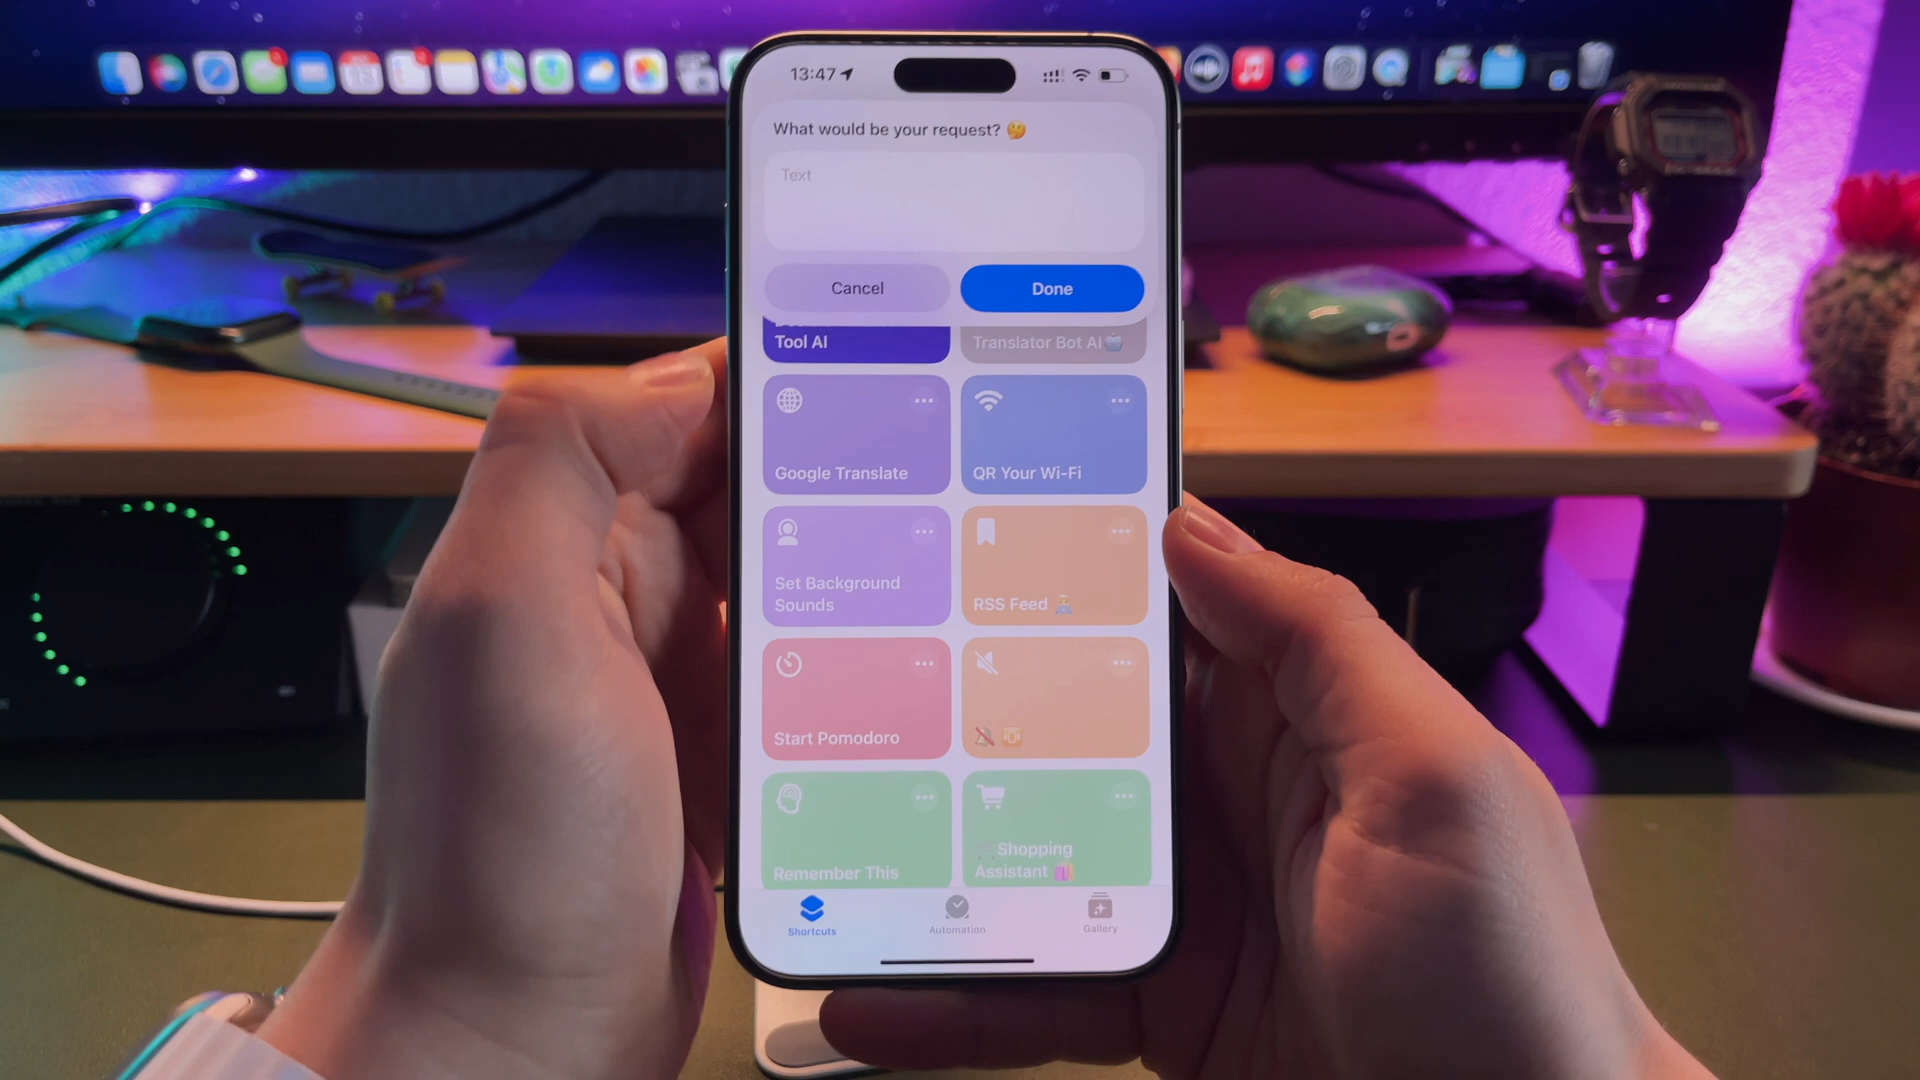 13:47
What would be your request? 🤔
Text
Cancel
Done
Tool AI
Translator Bot AI
Google Translate
QR Your Wi-Fi
Set Background
Sounds
RSS Feed
Start Pomodoro
Remember This
Shopping
Assistant 🛍️
Shortcuts
Automation
Gallery